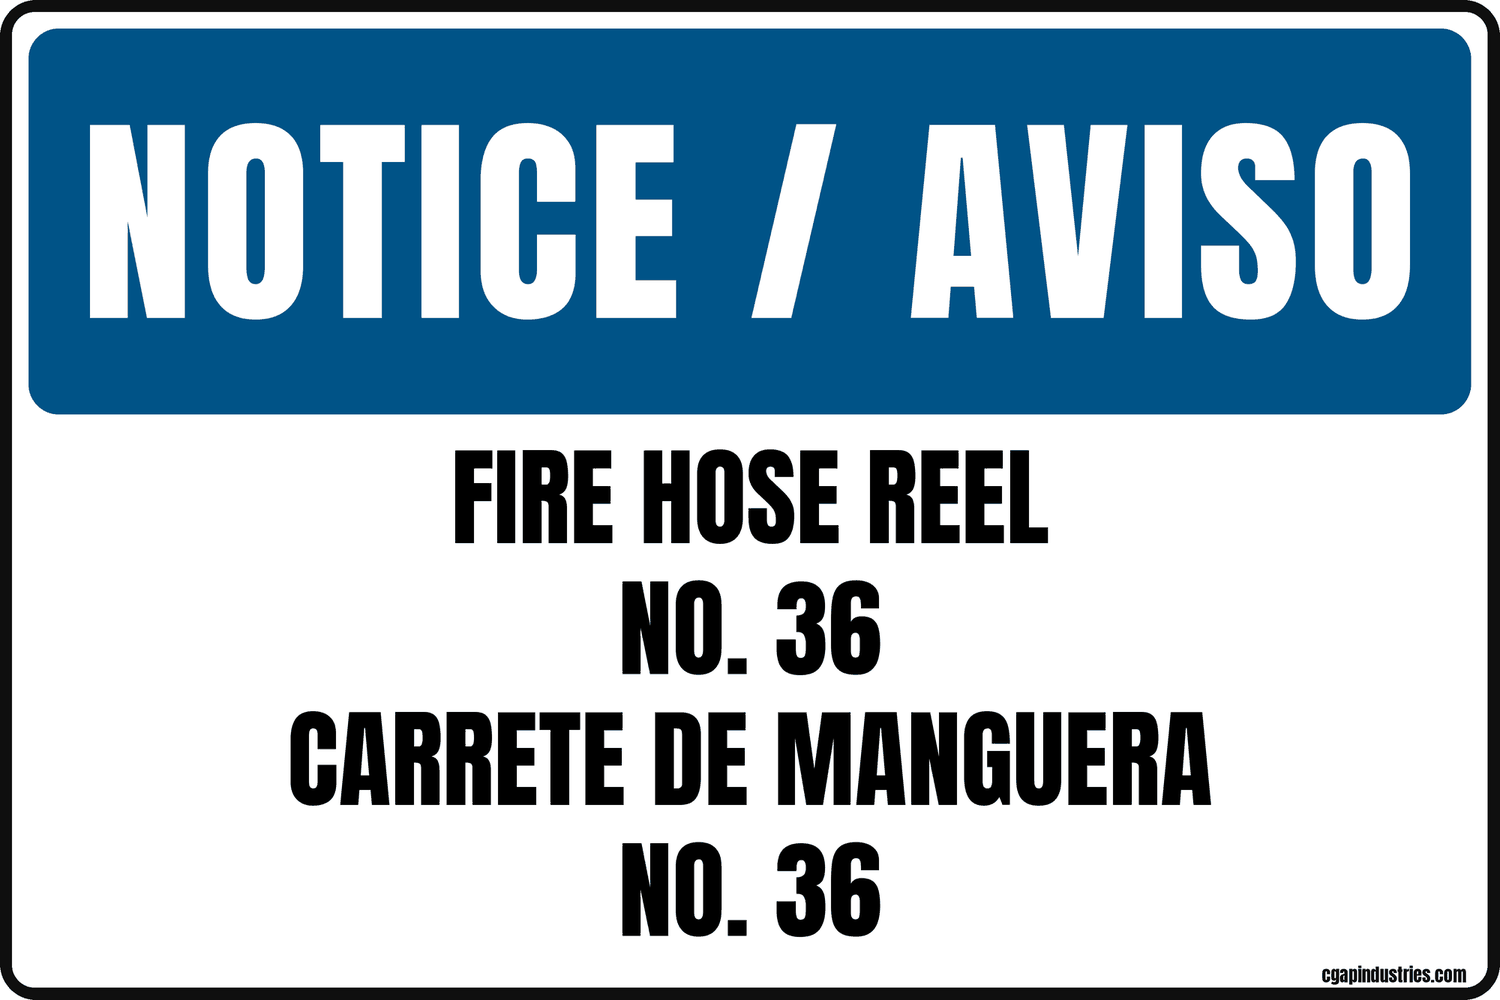 NOTICE / AVISO
FIRE HOSE REEL
NO. 36
CARRETE DE MANGUERA
NO. 36
cgapindustries.com